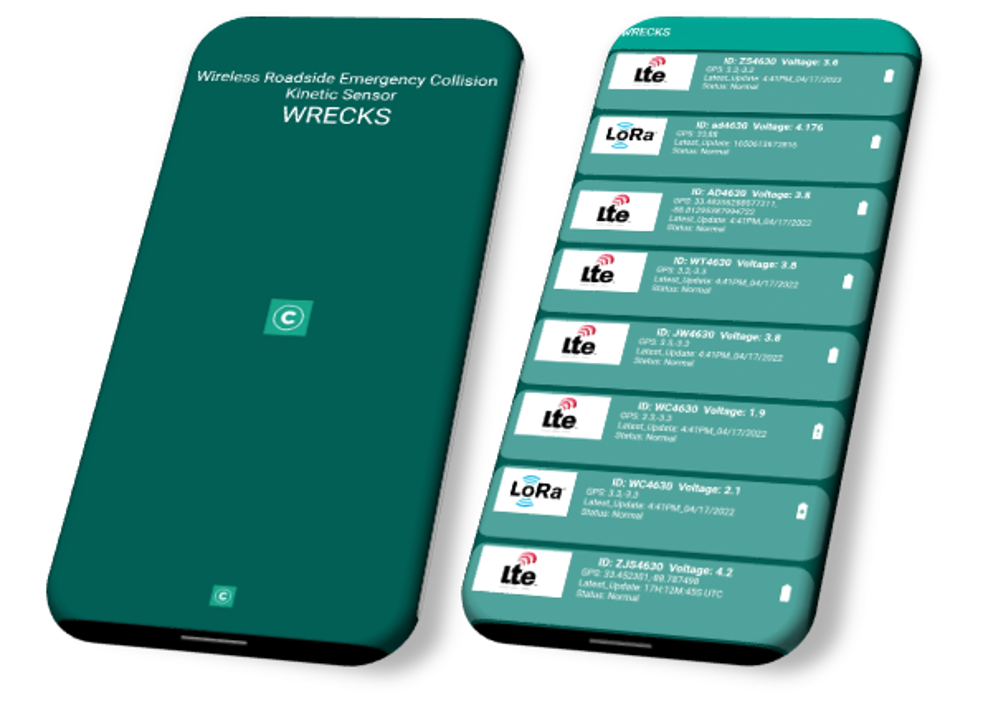 Wireless Roadside Emergency Collision
Kinetic Sensor
WRECKS
C
C
WRECKS
Lte
ID: ZS4630 Voltage: 3.6
GPS: 3.3,-3.3
Latest_Update: 4:41PM_04/17/2022
Status: Normal
LoRa
ID: ad4630 Voltage: 4.176
GPS: 33.88
Latest_Update:
Status: Normal
Lte
ID: AD4630 Voltage: 3.8
GPS:
Latest_Update: 4:41PM_04/17/2022
Status: Normal
Lte
ID: WT4630 Voltage: 3.8
GPS: 3.3,-3.3
Latest_Update: 4:41PM_04/17/2022
Status: Normal
Lte
ID: JW4630 Voltage: 3.8
GPS: 3.3,-3.3
Latest_Update: 4:41PM_04/17/2022
Status: Normal
Lte
ID: WC4630 Voltage: 1.9
GPS: 3.3,-3.3
Latest_Update: 4:41PM_04/17/2022
Status: Normal
LoRa
ID: WC4630 Voltage: 2.1
GPS: 3.3,-3.3
Latest_Update: 4:41PM_04/17/2022
Status: Normal
Lte
ID: ZJS4630 Voltage: 4.2
GPS: 33.452351,-88.787498
Latest_Update: 17H:12M:45S UTC
Status: Normal